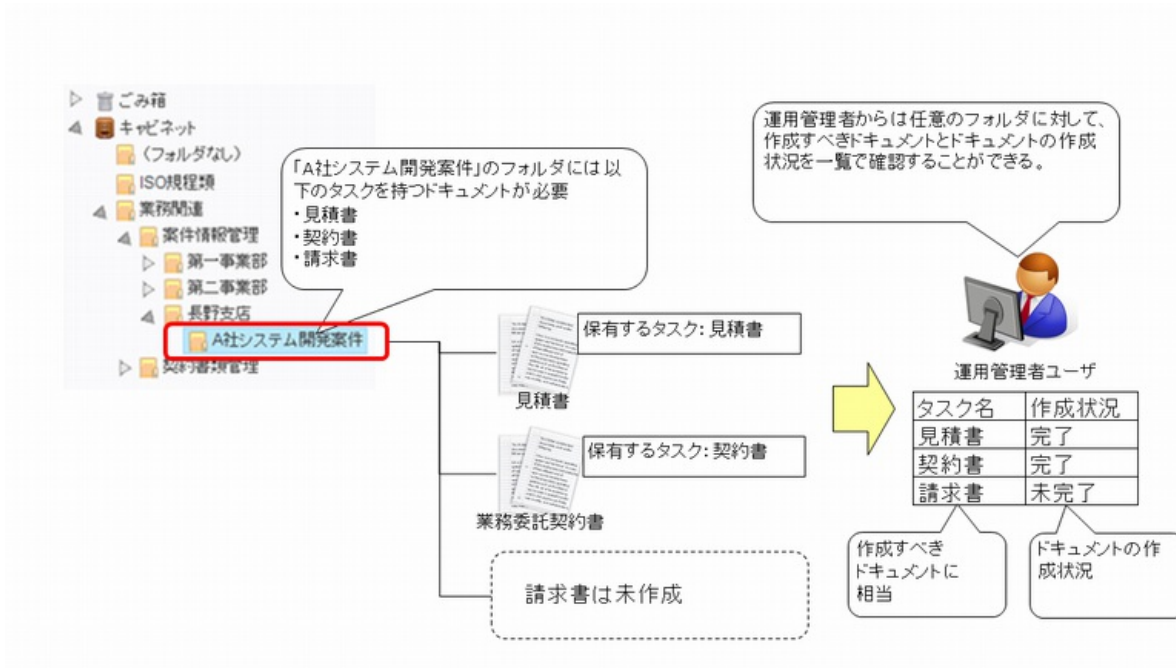 ごみ箱
キャビネット
(フォルダなし)
ISO規程類
業務関連
案件情報管理
第一事業部
第二事業部
長野支店
A社システム開発案件
契約書類管理
「A社システム開発案件」のフォルダには以
下のタスクを持つドキュメントが必要
・見積書
・契約書
・請求書
保有するタスク: 見積書
見積書
保有するタスク: 契約書
業務委託契約書
請求書は未作成
運用管理者からは任意のフォルダに対して、
作成すべきドキュメントとドキュメントの作成
状況を一覧で確認することができる。
運用管理者ユーザ
タスク名 作成状況
見積書 完了
契約書 完了
請求書 未完了
作成すべき
ドキュメントに
相当
ドキュメントの作
成状況